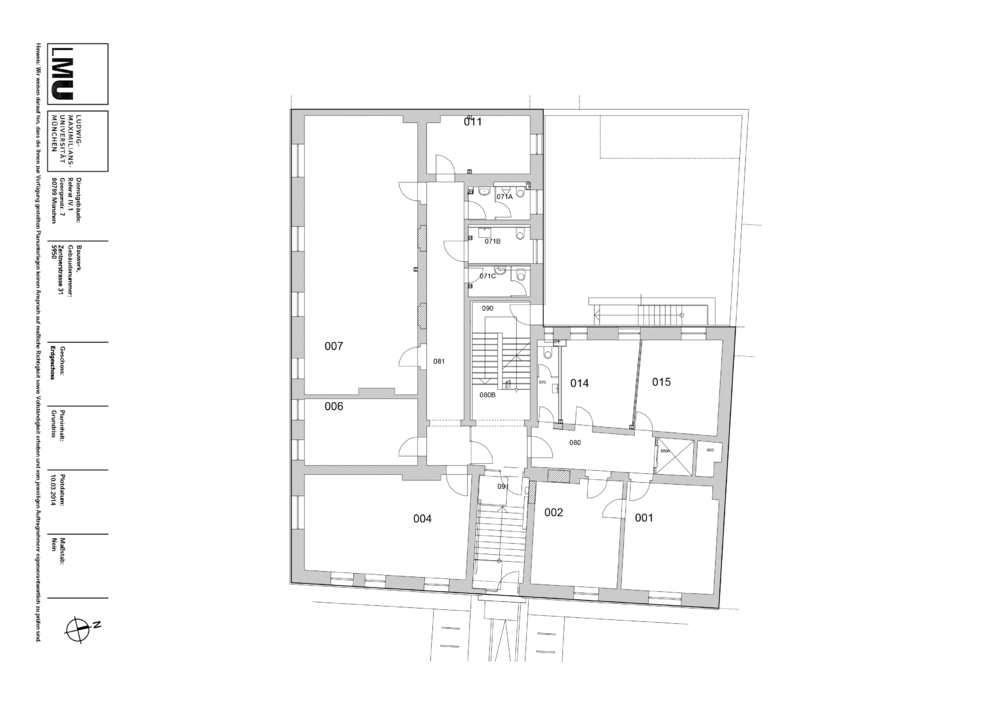 LMU
LUDWIG-
MAXIMILIANS-
UNIVERSITÄT
MÜNCHEN
Dienstgebäude:
Referat IV.1
Georgenstr. 7
80799 München
Bauwerk,
Gebäudenummer:
Zentnerstrasse 31
5950
Geschoss:
Erdgeschoss
Planinhalt:
Grundriss
Plotdatum:
10.03.2014
Maßstab:
Nein
Hinweis: Wir weisen darauf hin, dass die Ihnen zur Verfügung gestellten Planunterlagen keinen Anspruch auf maßliche Richtigkeit sowie Vollständigkeit erheben und vom jeweiligen Auftragnehmer eigenverantwortlich zu prüfen sind.
N
011
071A
071B
071C
090
007
081
014
015
080B
006
080
091
004
002
001